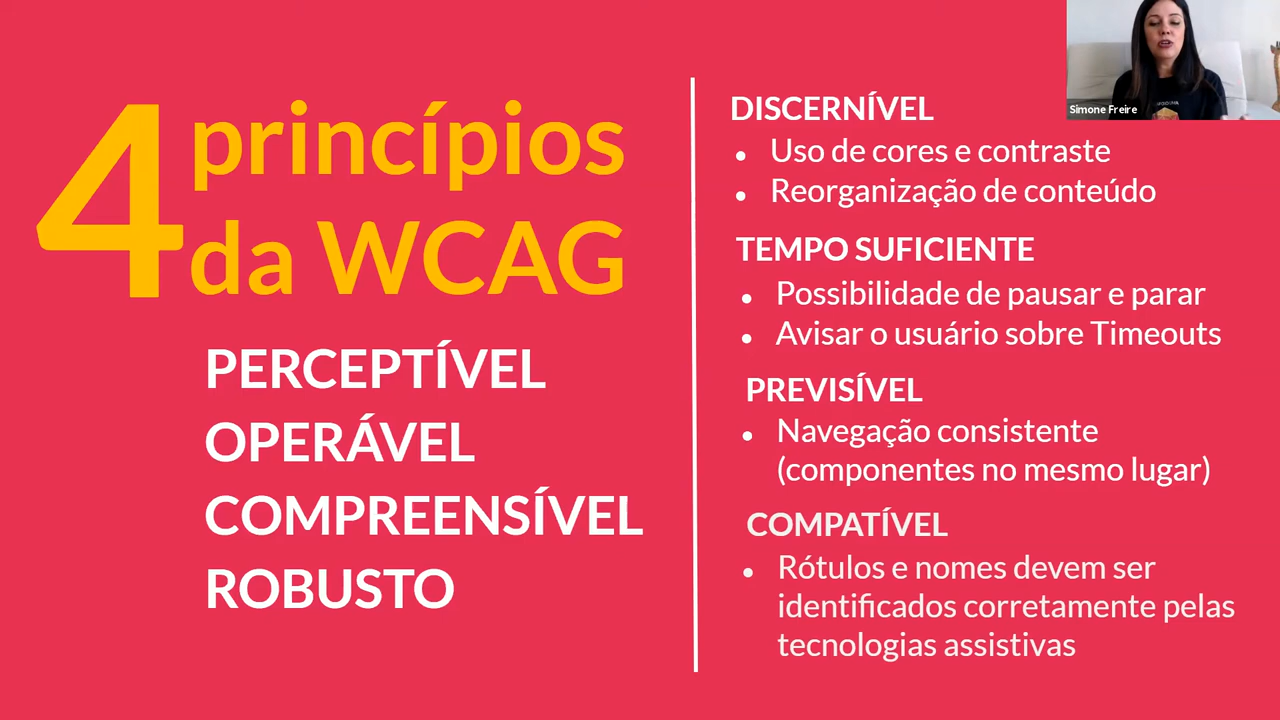 4 princípios
da WCAG
PERCEPTÍVEL
OPERÁVEL
COMPREENSÍVEL
ROBUSTO
DISCERNÍVEL
• Uso de cores e contraste
• Reorganização de conteúdo
TEMPO SUFICIENTE
• Possibilidade de pausar e parar
• Avisar o usuário sobre Timeouts
PREVISÍVEL
• Navegação consistente
(componentes no mesmo lugar)
COMPATÍVEL
• Rótulos e nomes devem ser
identificados corretamente pelas
tecnologias assistivas
Simone Freire